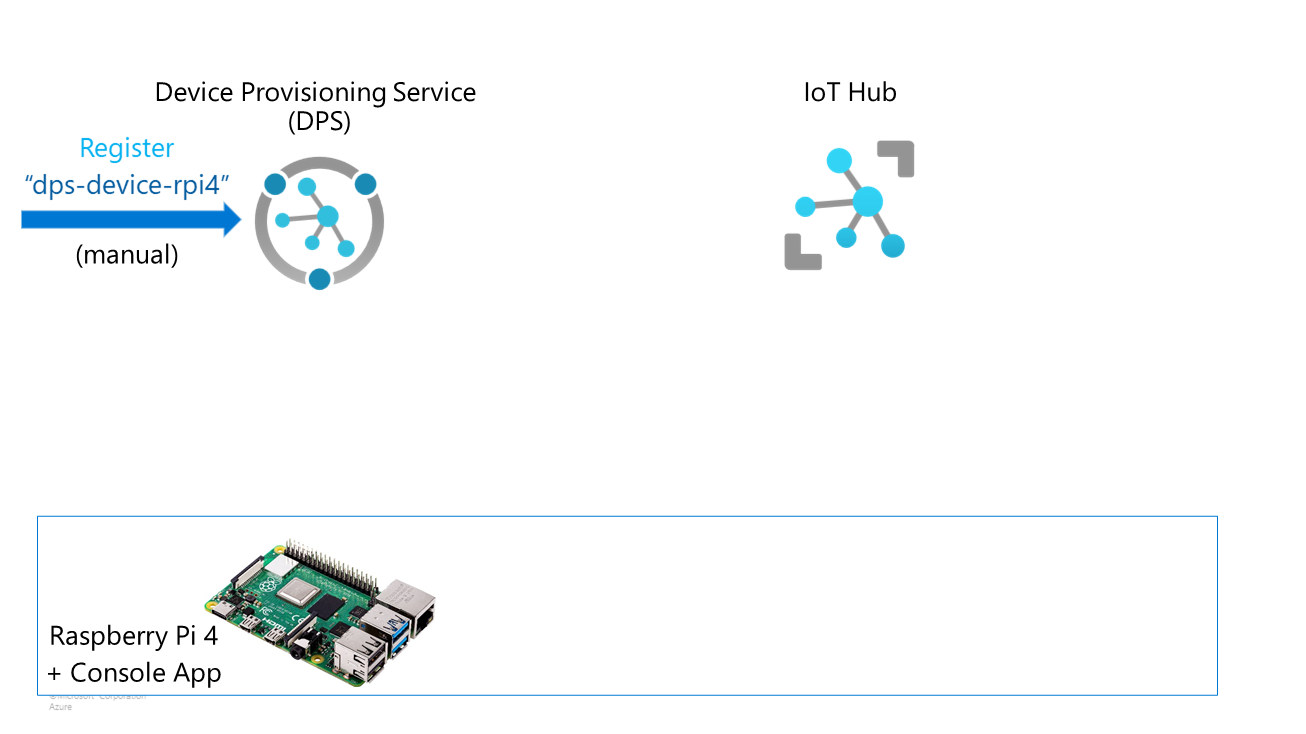 Device Provisioning Service
(DPS)
IoT Hub
Register
“dps-device-rpi4”
(manual)
Raspberry Pi 4
+ Console App
©Microsoft Corporation
Azure